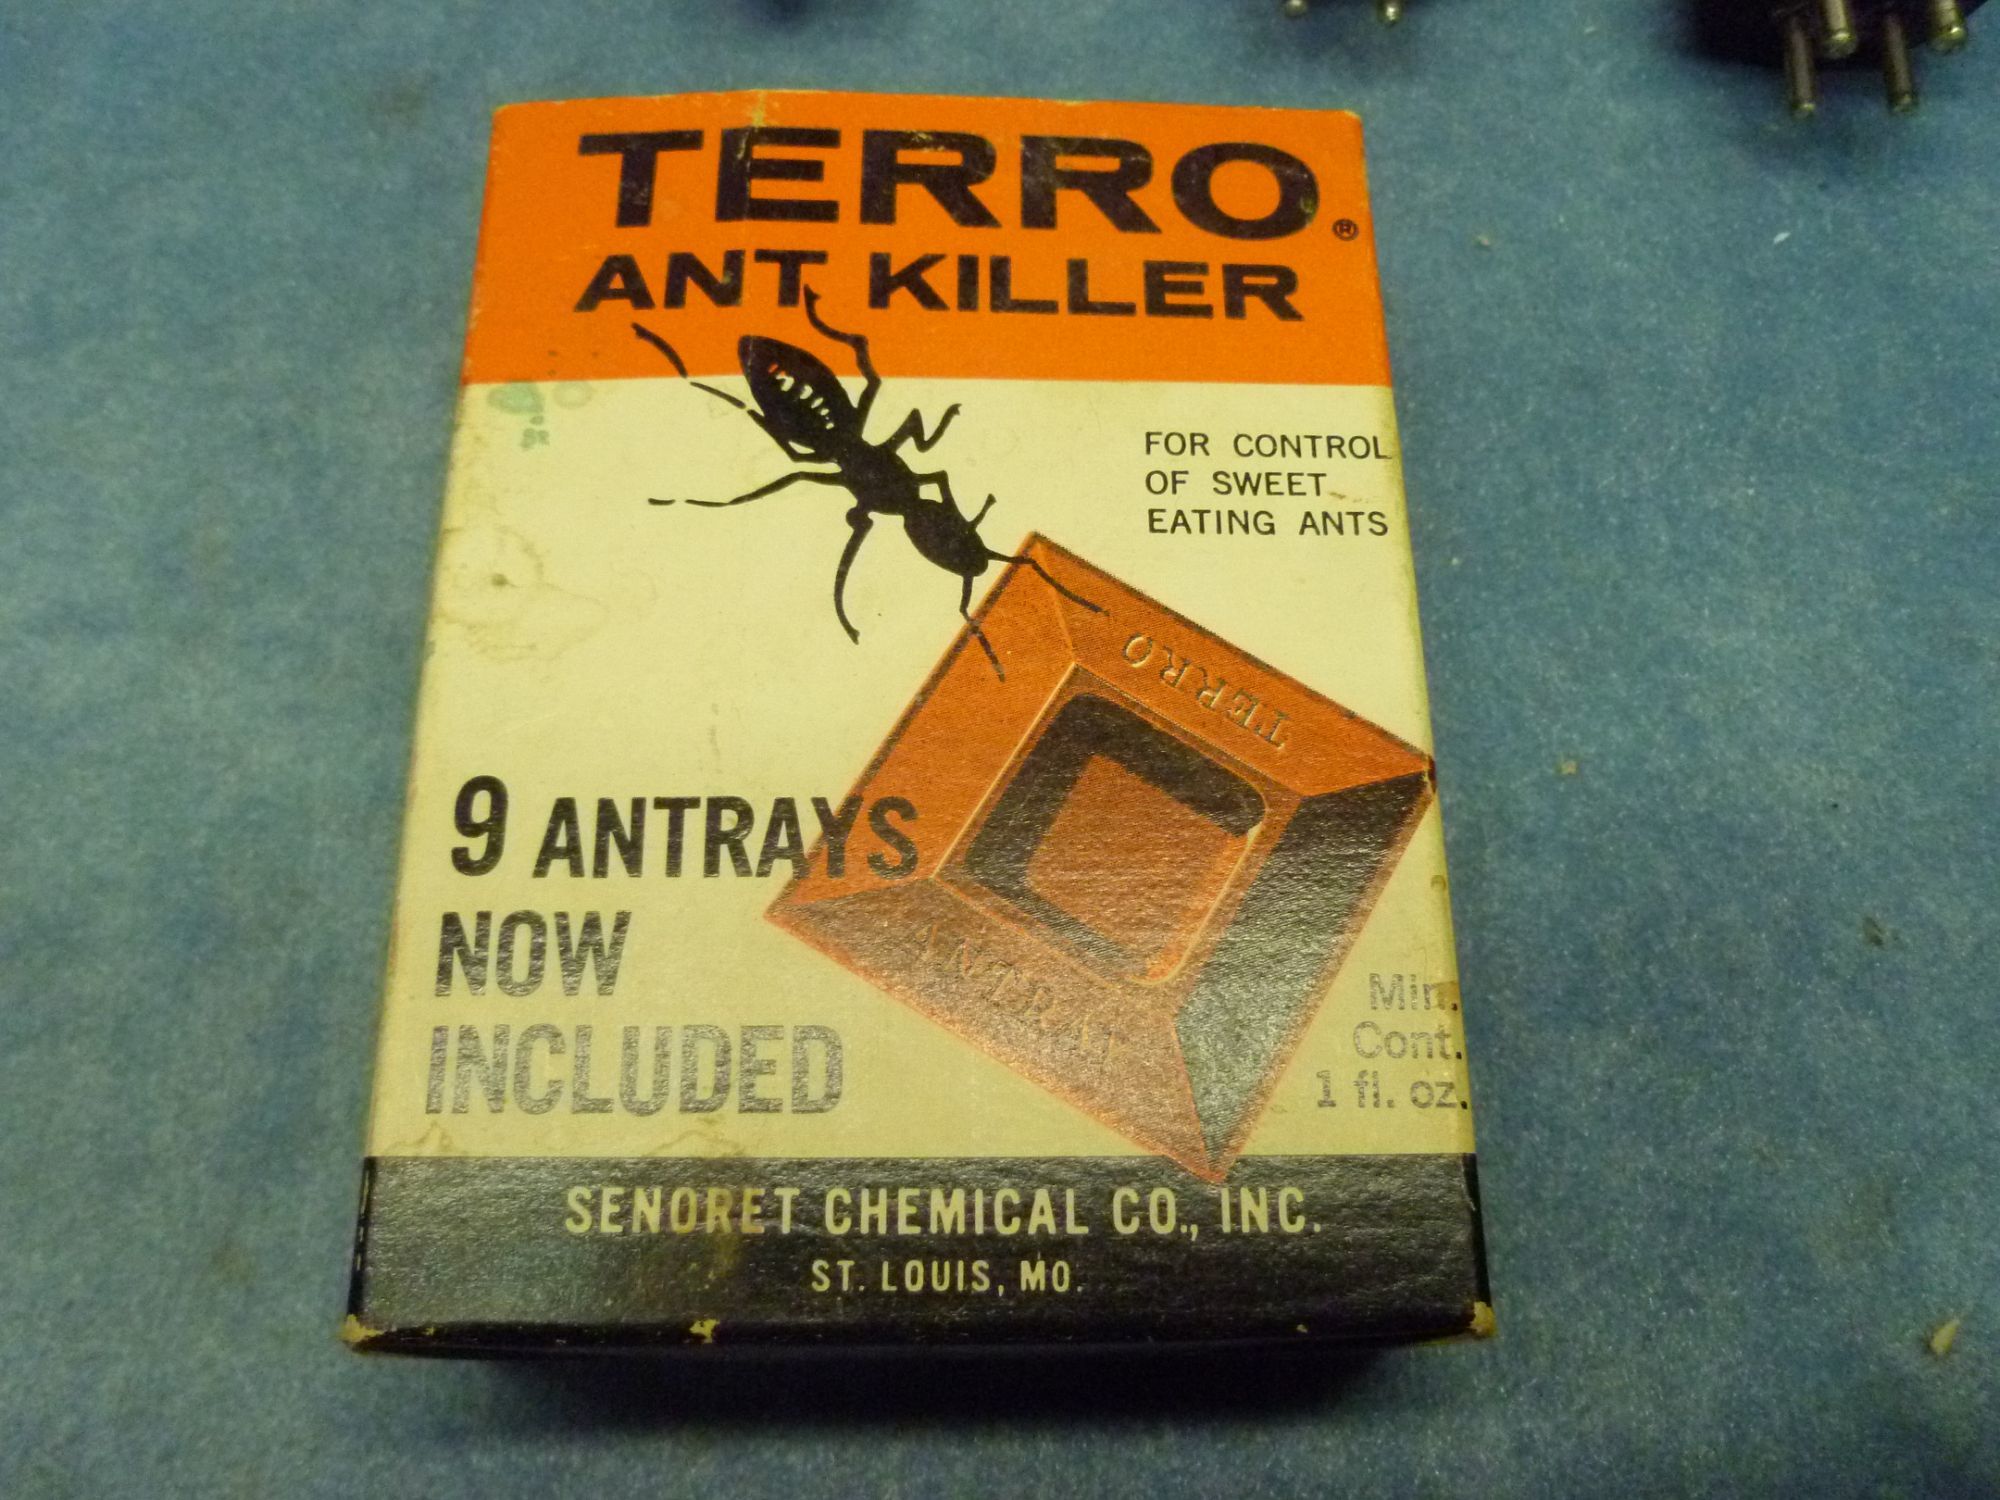 TERRO®
ANT KILLER
FOR CONTROL
OF SWEET
EATING ANTS
TERRO
ANTRAY
9 ANTRAYS
NOW
INCLUDED
Min.
Cont.
1 fl. oz.
SENORET CHEMICAL CO., INC.
ST. LOUIS, MO.